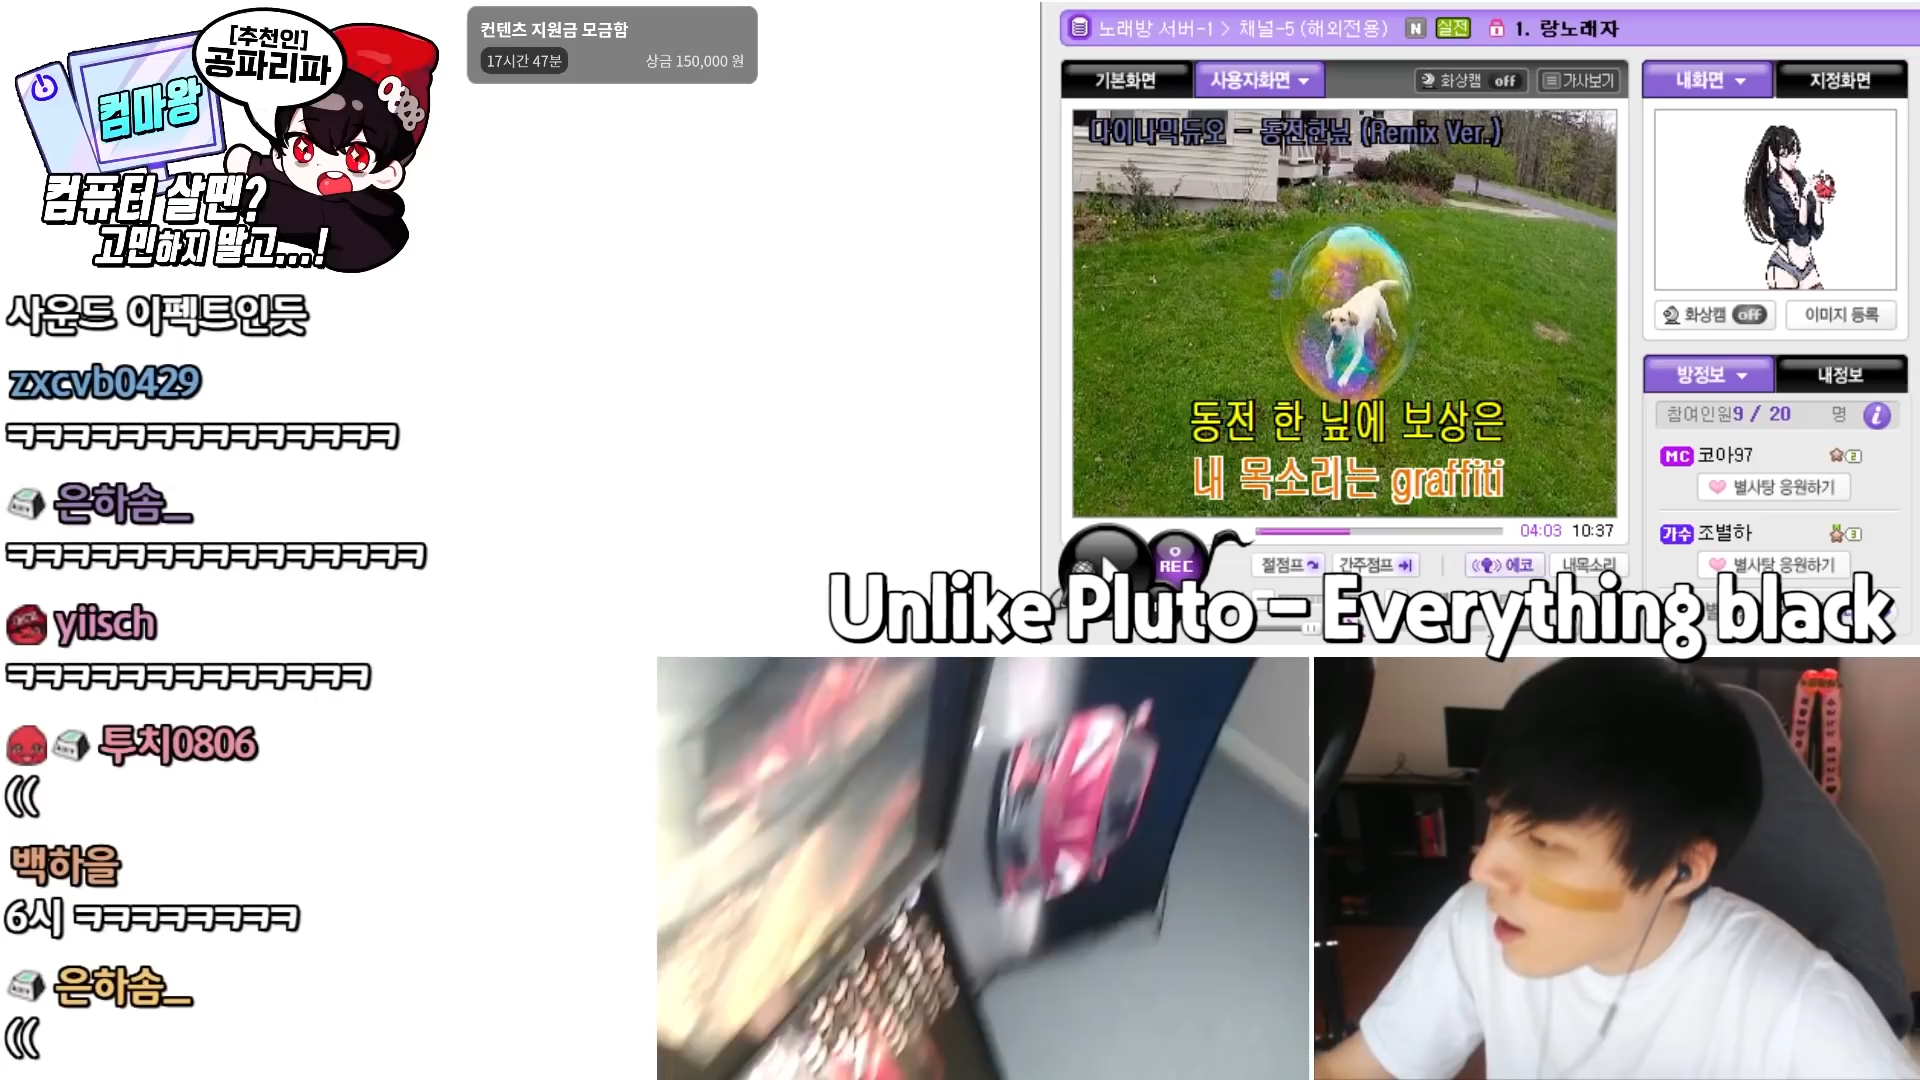 [추천인]
공파리파
컴마왕
컴퓨터 살땐?
고민하지 말고...!
컨텐츠 지원금 모금함
17시간 47분
상금 150,000 원
사운드 이펙트인듯
zxcvb0429
ㅋㅋㅋㅋㅋㅋㅋㅋㅋㅋㅋㅋㅋㅋ
은하솜__
ㅋㅋㅋㅋㅋㅋㅋㅋㅋㅋㅋㅋㅋㅋㅋ
yiisch
ㅋㅋㅋㅋㅋㅋㅋㅋㅋㅋㅋㅋㅋ
투치0806
(((
백하을
6시 ㅋㅋㅋㅋㅋㅋㅋㅋ
은하솜__
(((
노래방 서버-1 > 채널-5 (해외전용) N 실전 1. 랑노래자
기본화면 사용자화면 화상캠 off 가사보기
다이나믹듀오 - 동전한닢 (Remix Ver.)
동전 한 닢에 보상은
내 목소리는 graffiti
04:03 10:37
REC
절점프 간주점프 에코 내목소리
내화면 지정화면
화상캠 off 이미지 등록
방정보 내정보
참여인원 9 / 20 명
MC 코아97 2
별사탕 응원하기
가수 조별하 3
별사탕 응원하기
Unlike Pluto - Everything black